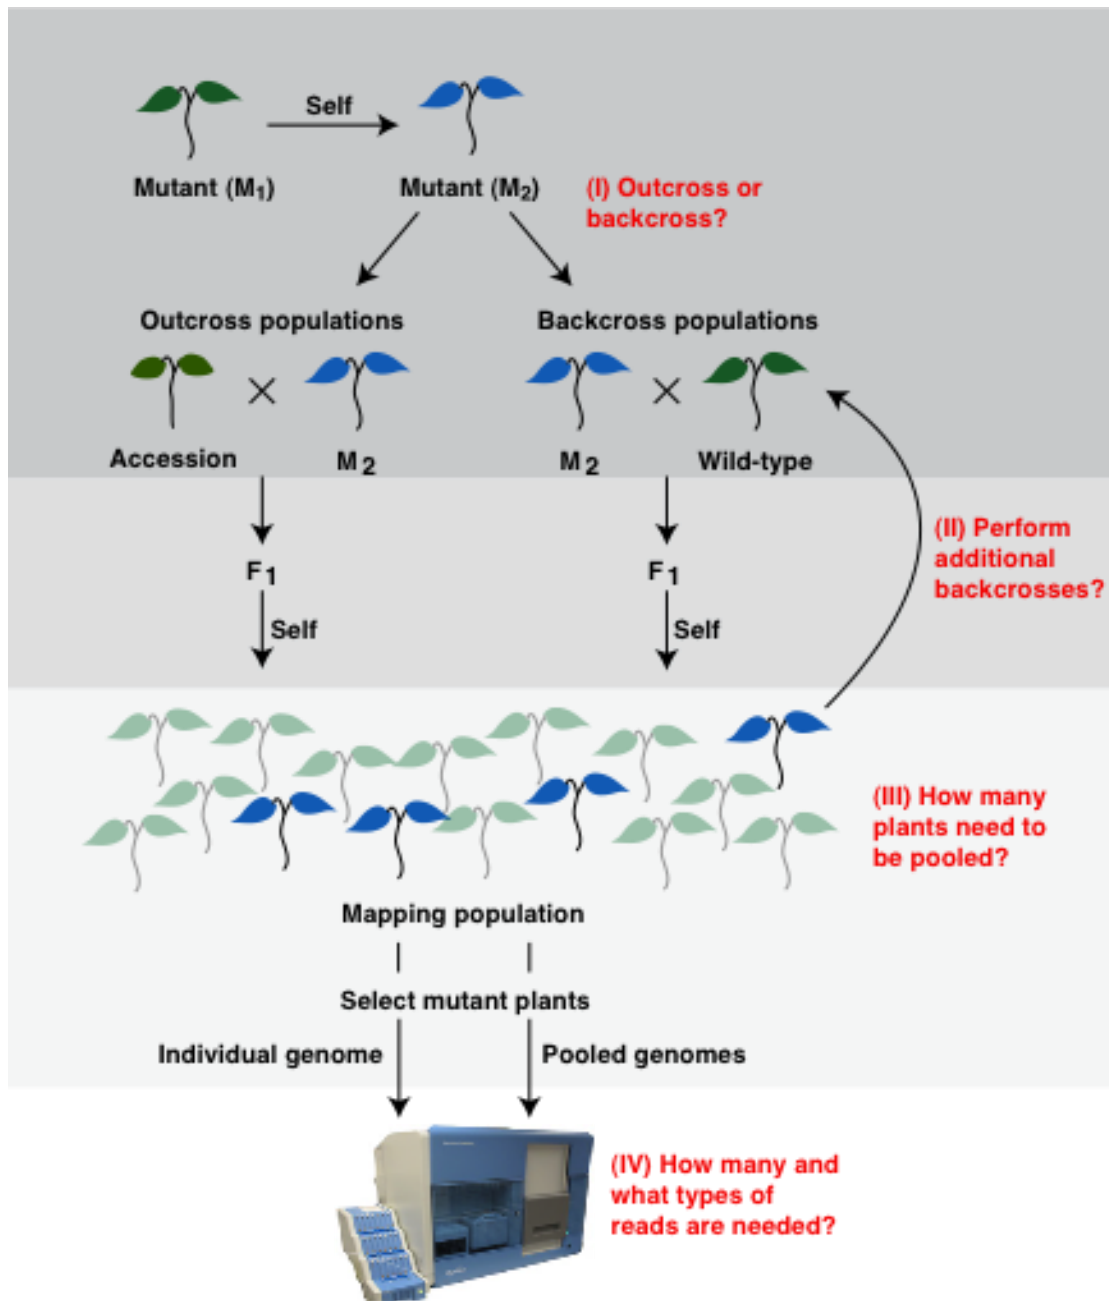 Self
Mutant (M1)
Mutant (M2)
(I) Outcross or
backcross?
Outcross populations
Backcross populations
Accession
M 2
M 2
Wild-type
F1
Self
F1
Self
(II) Perform
additional
backcrosses?
(III) How many
plants need to
be pooled?
Mapping population
Select mutant plants
Individual genome
Pooled genomes
(IV) How many and
what types of
reads are needed?